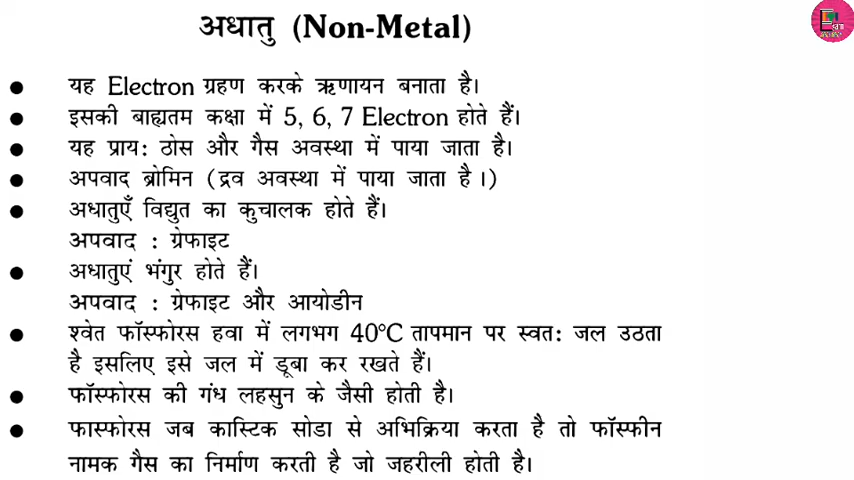 अधातु (Non-Metal)
● यह Electron ग्रहण करके ऋणायन बनाता है।
● इसकी बाह्यतम कक्षा में 5, 6, 7 Electron होते हैं।
● यह प्राय: ठोस और गैस अवस्था में पाया जाता है।
● अपवाद ब्रोमिन (द्रव अवस्था में पाया जाता है।)
● अधातुएँ विद्युत का कुचालक होते हैं।
अपवाद : ग्रेफाइट
● अधातुएं भंगुर होते हैं।
अपवाद : ग्रेफाइट और आयोडीन
● श्वेत फॉस्फोरस हवा में लगभग 40°C तापमान पर स्वत: जल उठता
है इसलिए इसे जल में डूबा कर रखते हैं।
● फॉस्फोरस की गंध लहसुन के जैसी होती है।
● फास्फोरस जब कास्टिक सोडा से अभिक्रिया करता है तो फॉस्फीन
नामक गैस का निर्माण करती है जो जहरीली होती है।